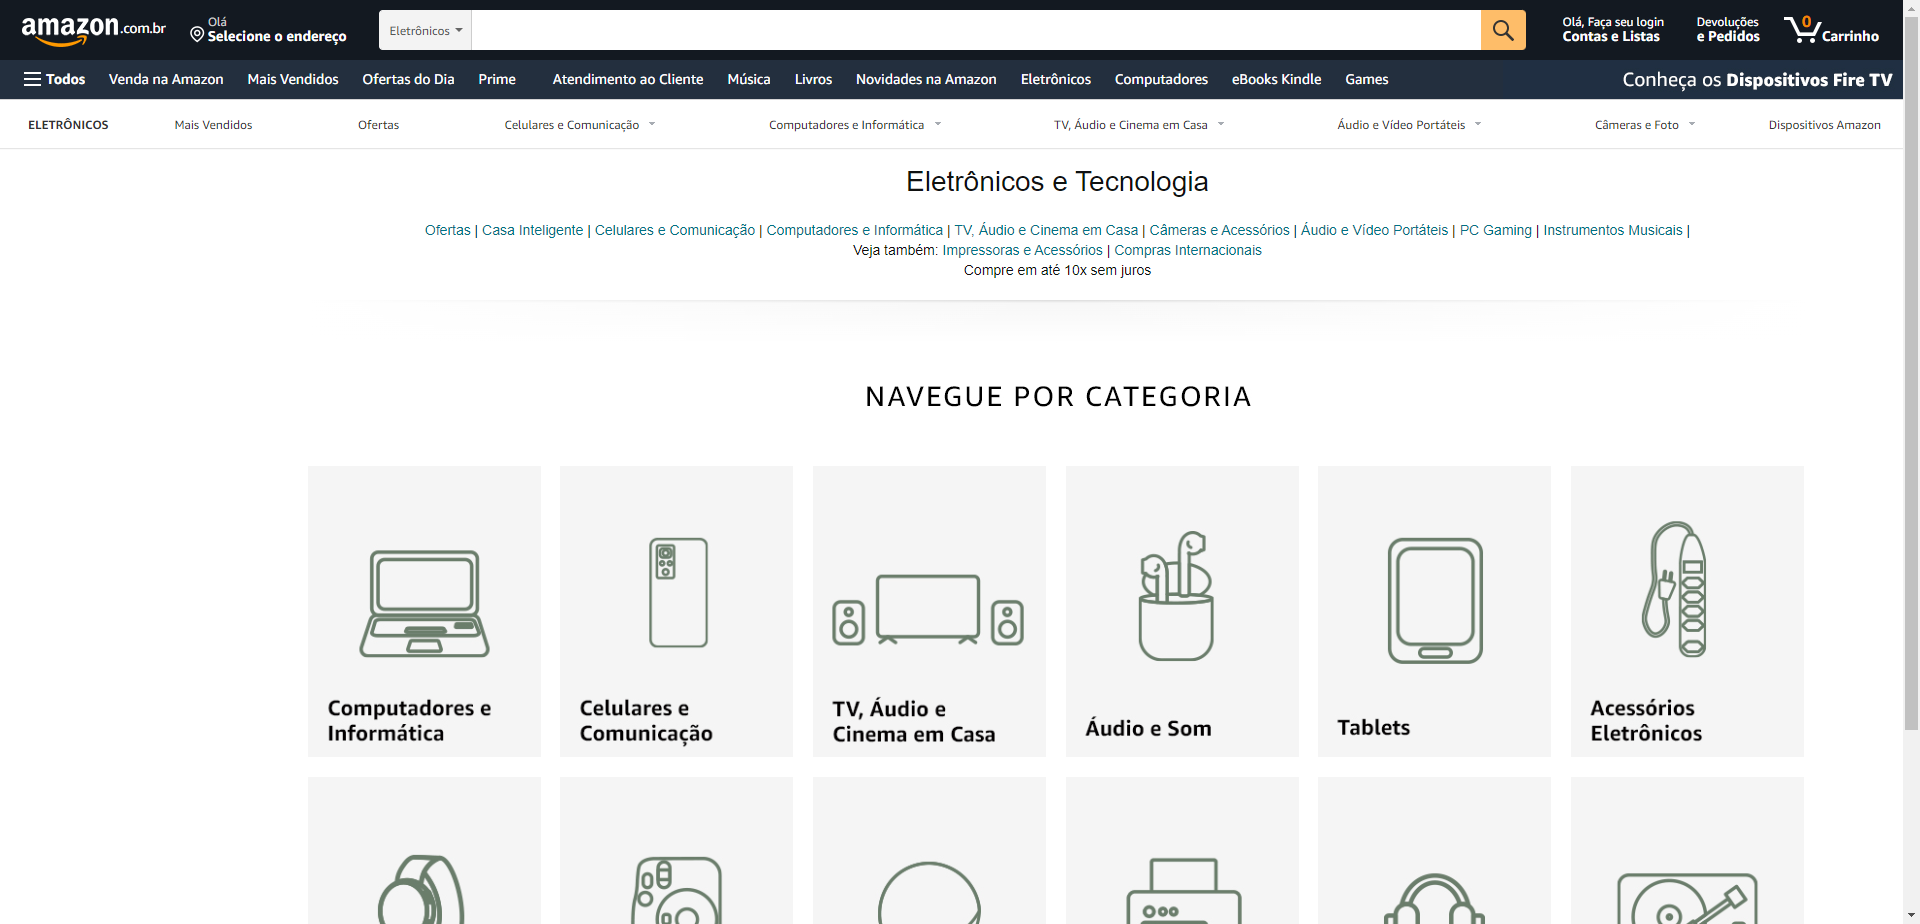 amazon.com.br
Olá
Selecione o endereço
Eletrônicos
Olá, Faça seu login
Contas e Listas
Devoluções
e Pedidos
0
Carrinho
Todos
Venda na Amazon
Mais Vendidos
Ofertas do Dia
Prime
Atendimento ao Cliente
Música
Livros
Novidades na Amazon
Eletrônicos
Computadores
eBooks Kindle
Games
Conheça os Dispositivos Fire TV
ELETRÔNICOS
Mais Vendidos
Ofertas
Celulares e Comunicação
Computadores e Informática
TV, Áudio e Cinema em Casa
Áudio e Vídeo Portáteis
Câmeras e Foto
Dispositivos Amazon
Eletrônicos e Tecnologia
Ofertas | Casa Inteligente | Celulares e Comunicação | Computadores e Informática | TV, Áudio e Cinema em Casa | Câmeras e Acessórios | Áudio e Vídeo Portáteis | PC Gaming | Instrumentos Musicais |
Veja também: Impressoras e Acessórios | Compras Internacionais
Compre em até 10x sem juros
NAVEGUE POR CATEGORIA
Computadores e
Informática
Celulares e
Comunicação
TV, Áudio e
Cinema em Casa
Áudio e Som
Tablets
Acessórios
Eletrônicos